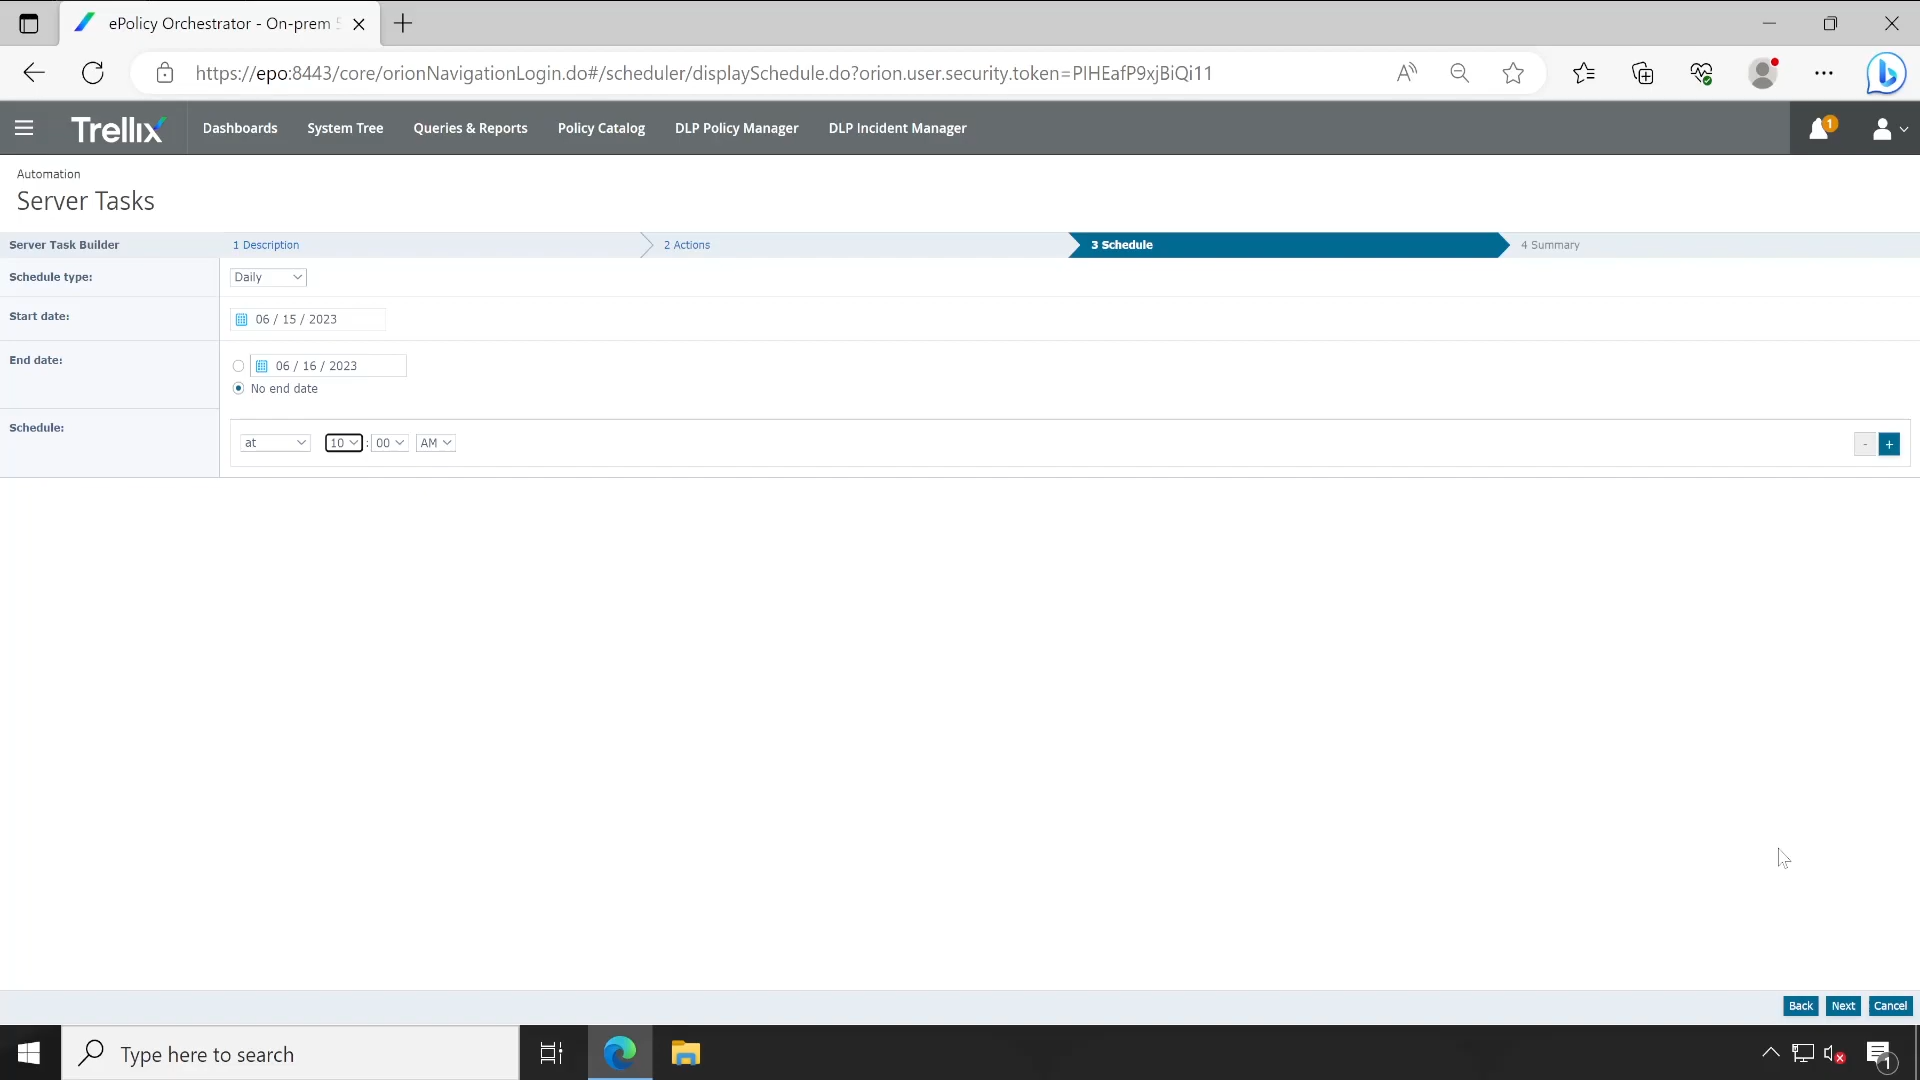 ePolicy Orchestrator - On-prem
https://epo:8443/core/orionNavigationLogin.do#/scheduler/displaySchedule.do?orion.user.security.token=PIHEafP9xjBiQi11
Trellix Dashboards System Tree Queries & Reports Policy Catalog DLP Policy Manager DLP Incident Manager 1
Automation
Server Tasks
Server Task Builder 1 Description 2 Actions 3 Schedule 4 Summary
Schedule type: Daily
Start date: 06 / 15 / 2023
End date: 06 / 16 / 2023
No end date
Schedule: at 10 : 00 AM - +
Back Next Cancel
Type here to search 1